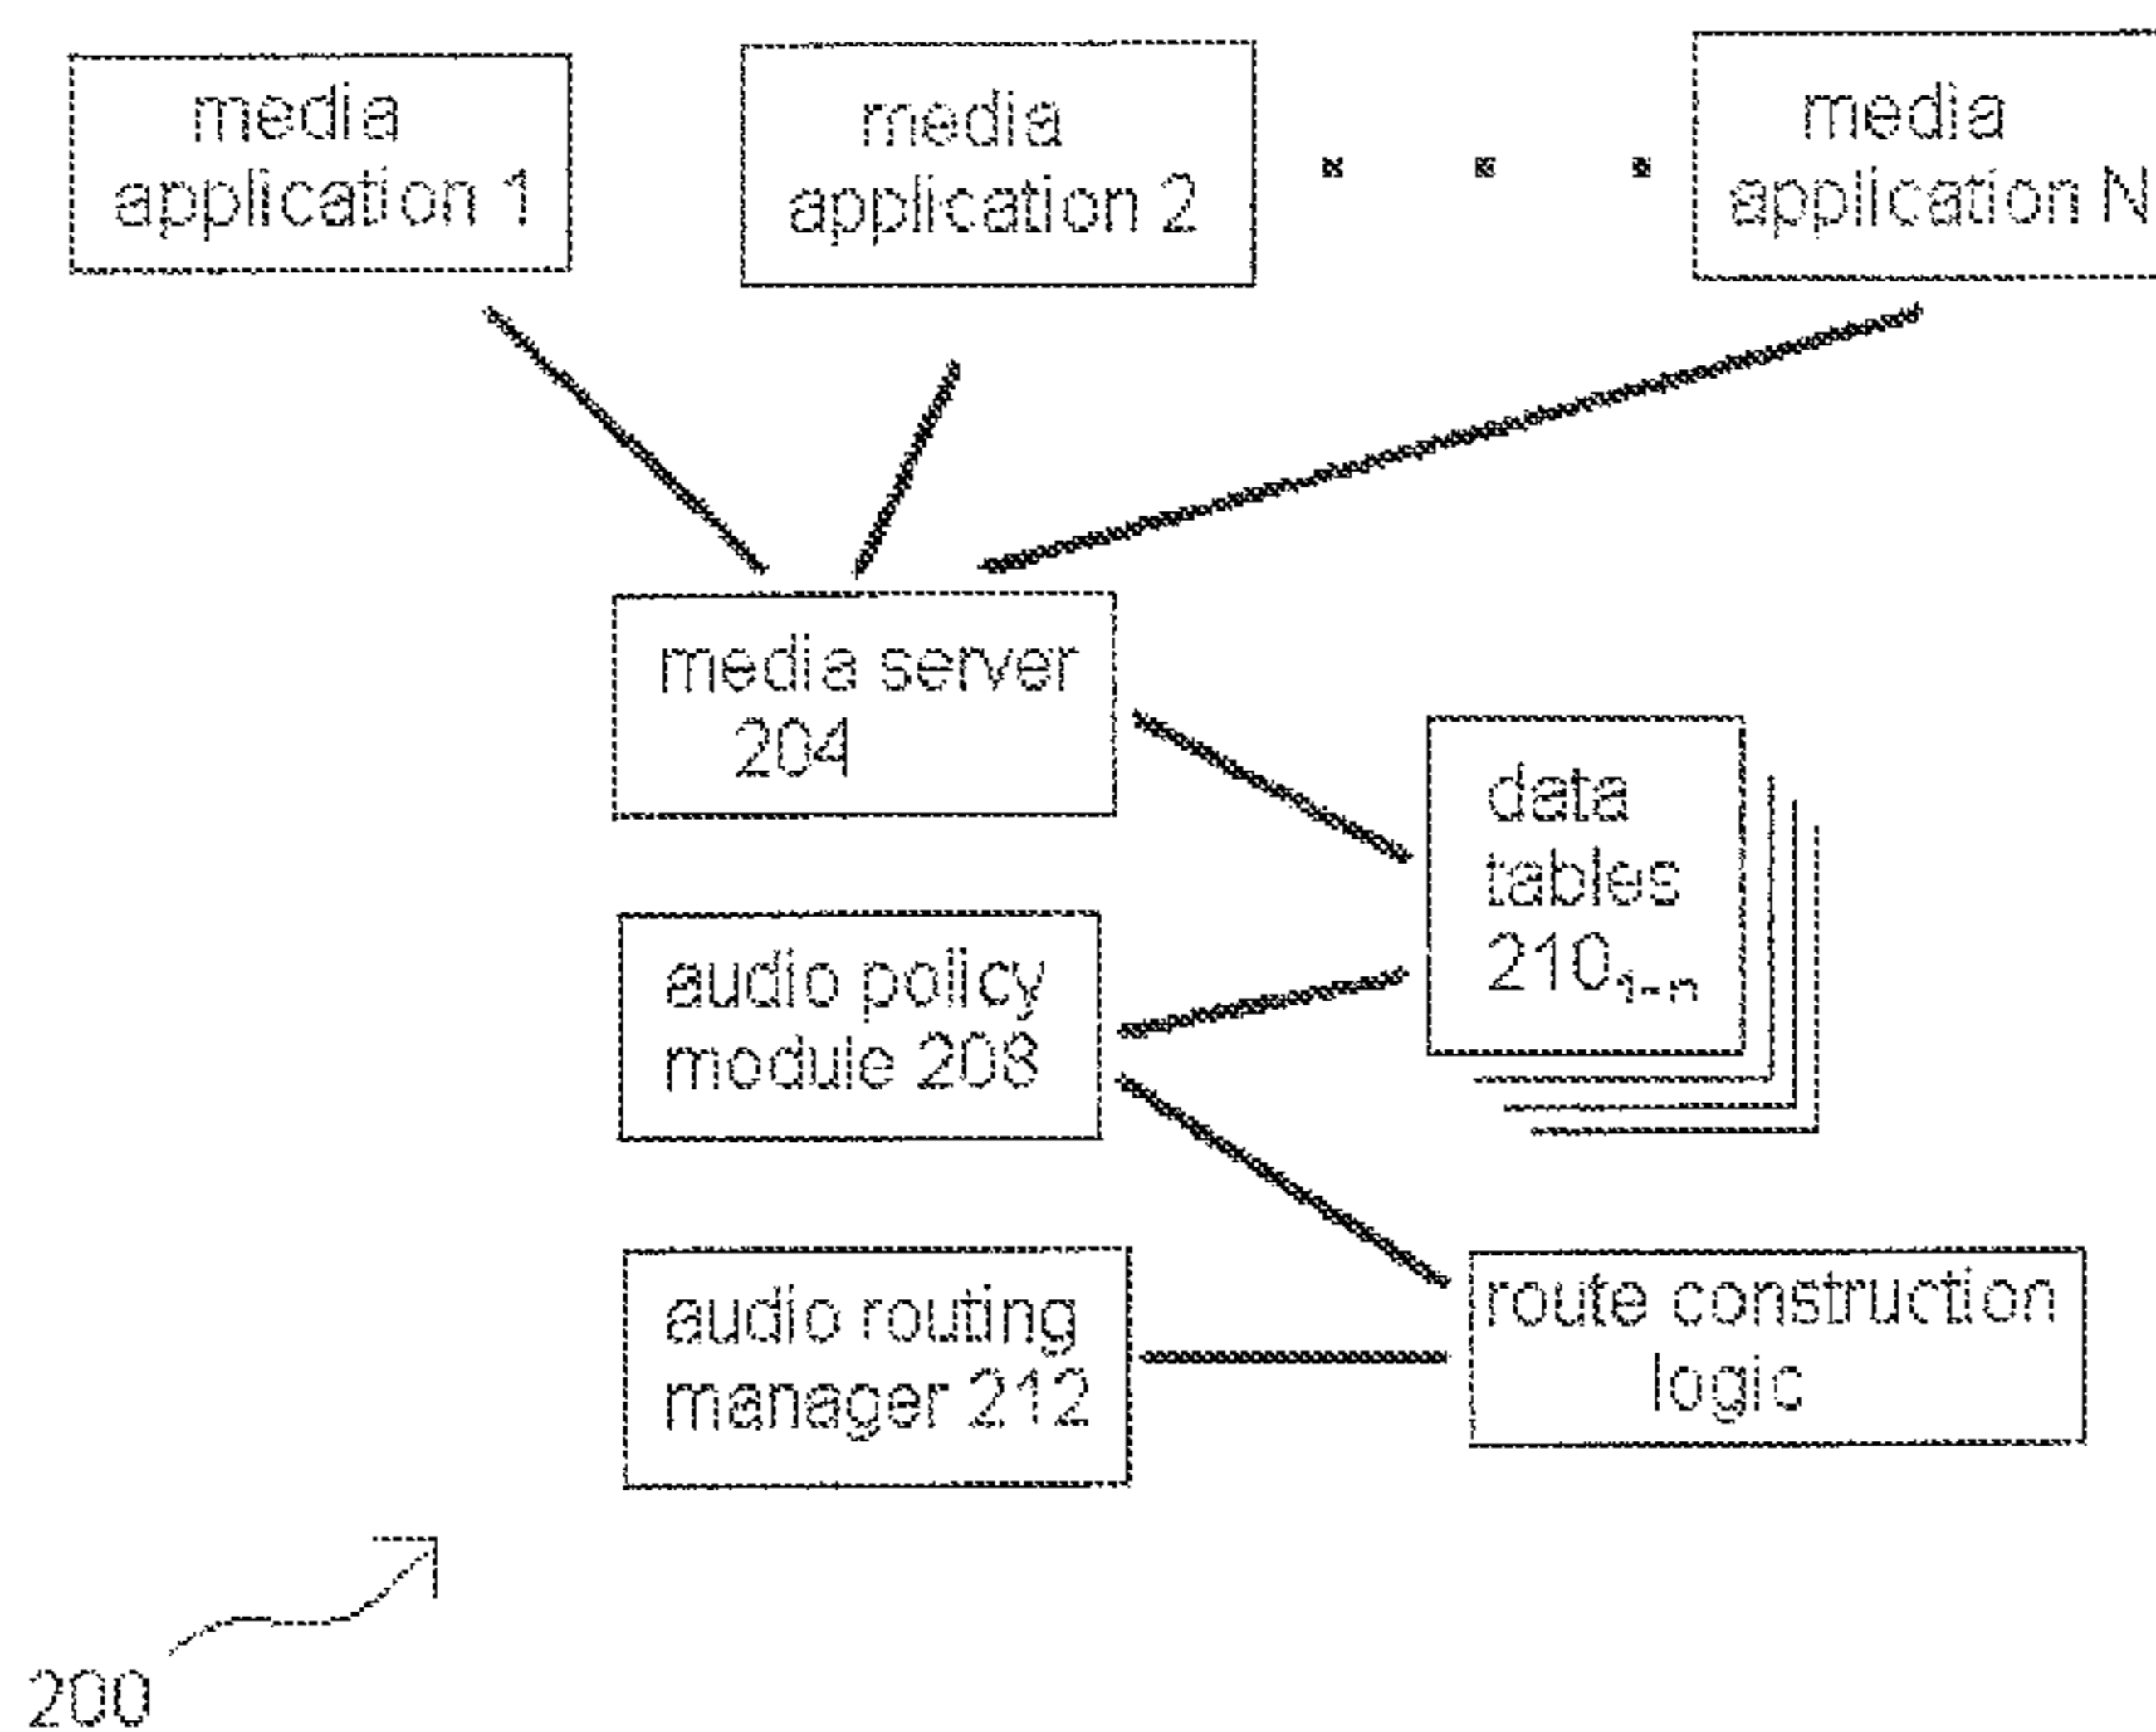 media
application 1
media
application 2
media
application N
media server
204
data
tables
210₁₋ₙ
audio policy
module 208
audio routing
manager 212
route construction
logic
200